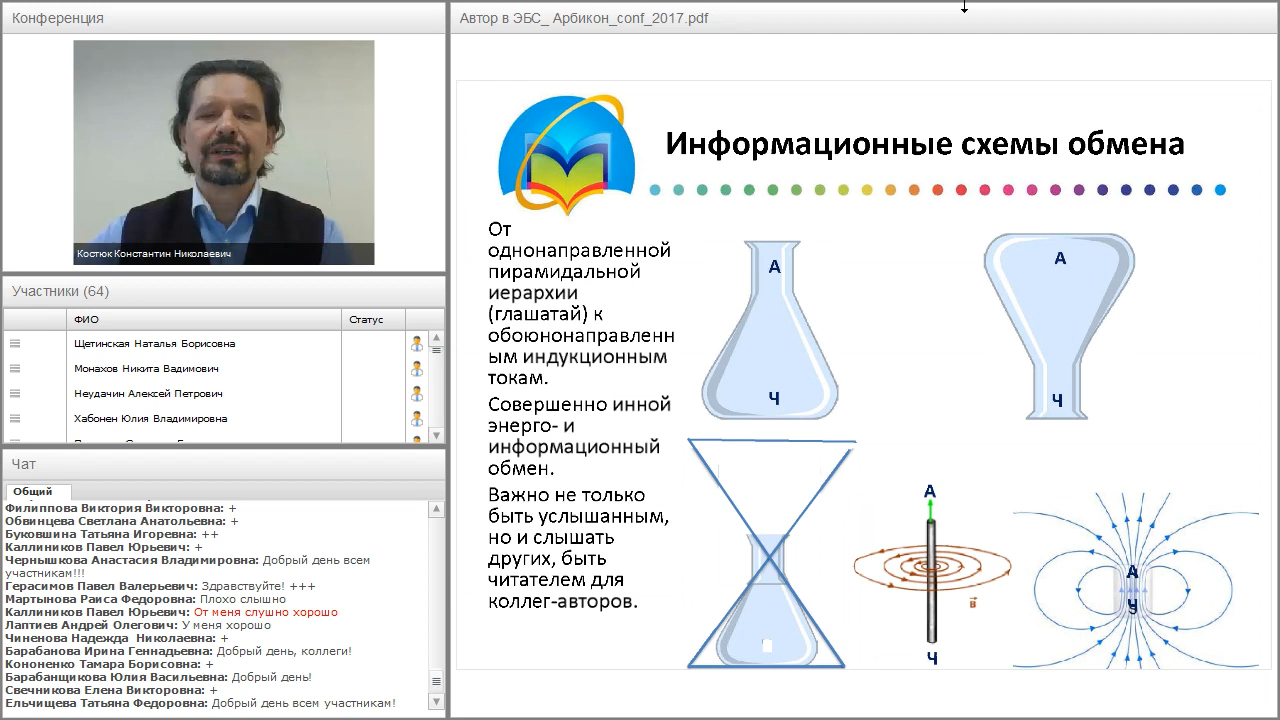 Конференция
Костюк Константин Николаевич
Участники (64)
ФИО Статус
Щетинская Наталья Борисовна
Монахов Никита Вадимович
Неудачин Алексей Петрович
Хабонен Юлия Владимировна
Чат
Общий
Филиппова Виктория Викторовна: +
Обвинцева Светлана Анатольевна: +
Буковшина Татьяна Игоревна: ++
Каллиников Павел Юрьевич: +
Чернышкова Анастасия Владимировна: Добрый день всем
участникам!!!
Герасимов Павел Валерьевич: Здравствуйте! +++
Мартынова Раиса Федоровна: Плохо слышно
Каллиников Павел Юрьевич: От меня слушно хорошо
Лаптиев Андрей Олегович: У меня хорошо
Чиненова Надежда Николаевна: +
Барабанова Ирина Геннадьевна: Добрый день, коллеги!
Кононенко Тамара Борисовна: +
Барабанщикова Юлия Васильевна: Добрый день!
Свечникова Елена Викторовна: +
Ельчищева Татьяна Федоровна: Добрый день всем участникам!
Автор в ЭБС_ Арбикон_conf_2017.pdf
Информационные схемы обмена
От
однонаправленной
пирамидальной
иерархии
(глашатай) к
обоюнонаправленн
ым индукционным
токам.
Совершенно инной
энерго- и
информационный
обмен.
Важно не только
быть услышанным,
но и слышать
других, быть
читателем для
коллег-авторов.
А
Ч
А
Ч
А
В
Ч
А
Ч